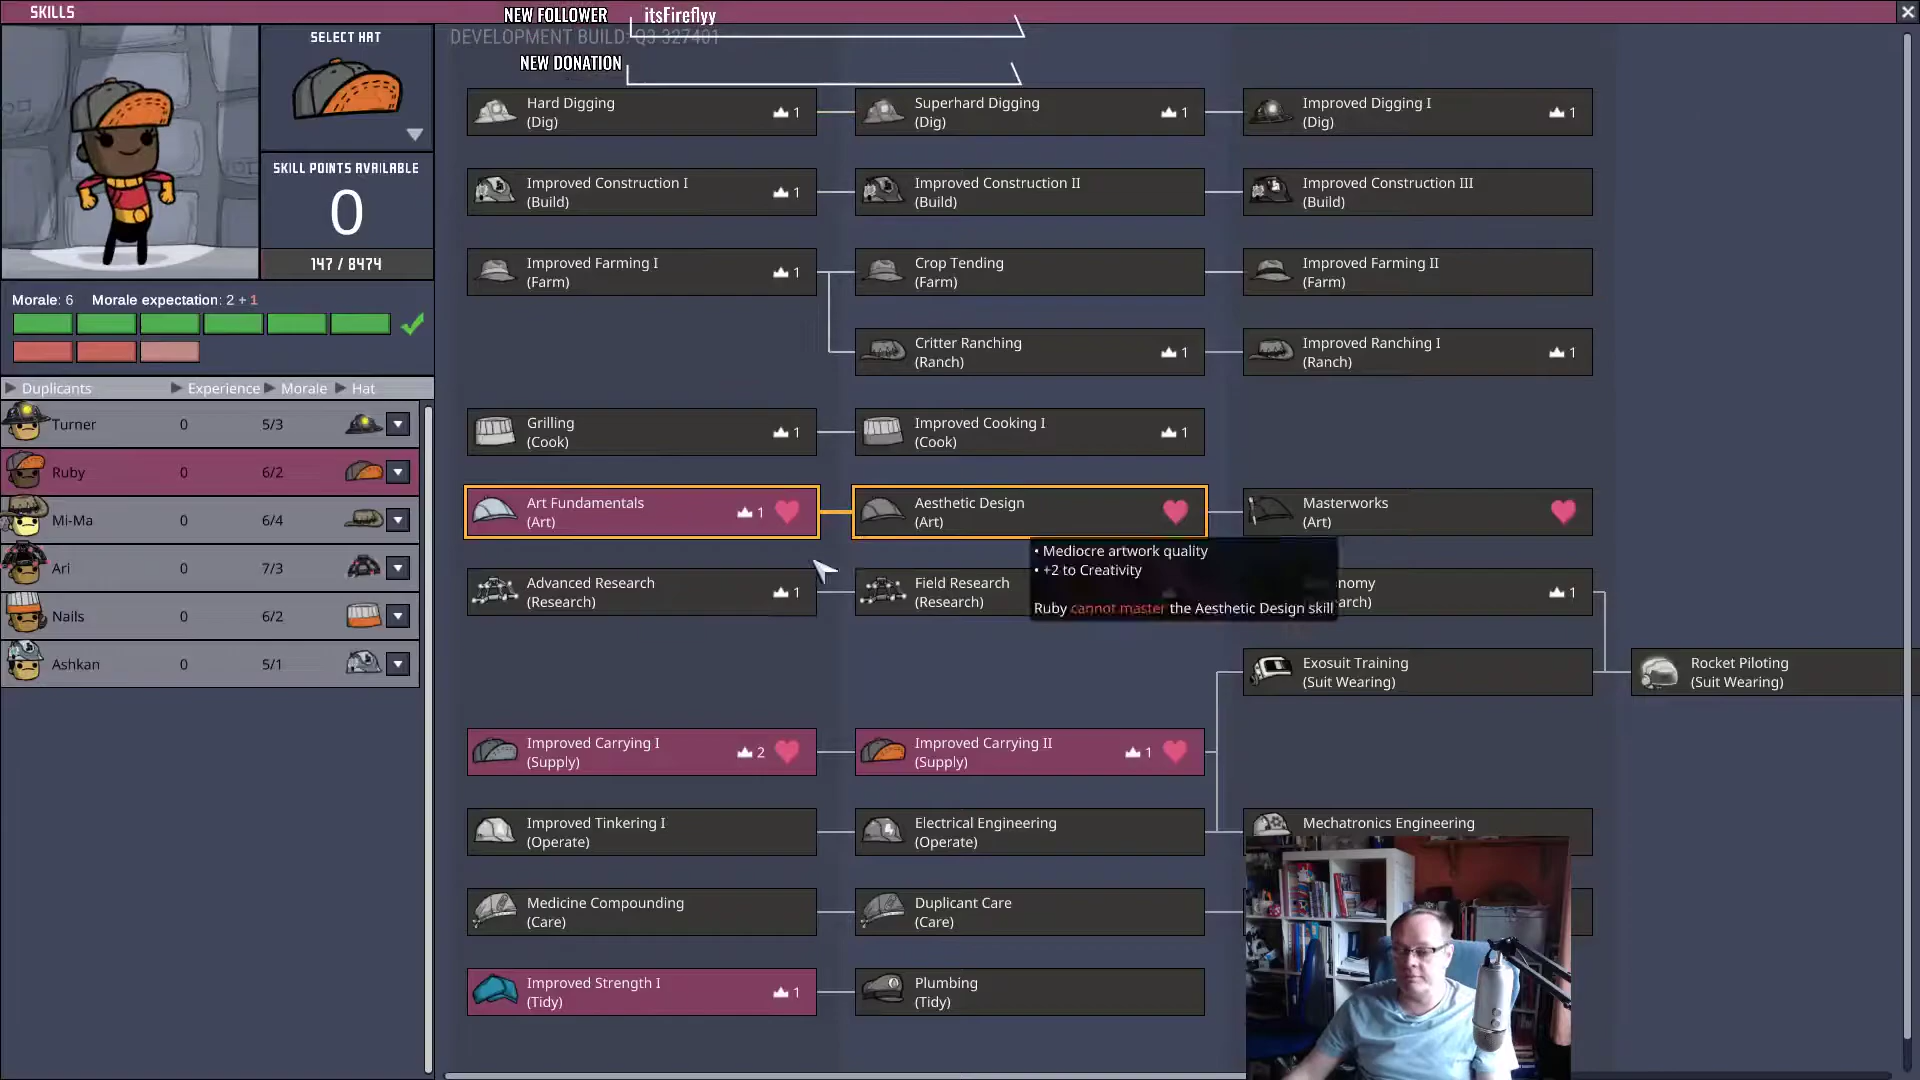 SKILLS
NEW FOLLOWER itsFireflyy
DEVELOPMENT BUILD: Q3 327401
NEW DONATION
SELECT HAT
SKILL POINTS AVAILABLE
0
147 / 8474
Morale: 6 Morale expectation: 2 + 1
Duplicants Experience Morale Hat
Turner 0 5/3
Ruby 0 6/2
Mi-Ma 0 6/4
Ari 0 7/3
Nails 0 6/2
Ashkan 0 5/1
Hard Digging 1
(Dig)
Superhard Digging 1
(Dig)
Improved Digging I 1
(Dig)
Improved Construction I 1
(Build)
Improved Construction II
(Build)
Improved Construction III
(Build)
Improved Farming I 1
(Farm)
Crop Tending
(Farm)
Improved Farming II
(Farm)
Critter Ranching 1
(Ranch)
Improved Ranching I 1
(Ranch)
Grilling 1
(Cook)
Improved Cooking I 1
(Cook)
Art Fundamentals 1
(Art)
Aesthetic Design
(Art)
Masterworks
(Art)
• Mediocre artwork quality
• +2 to Creativity
Ruby cannot master the Aesthetic Design skill
Advanced Research 1
(Research)
Field Research
(Research)
nomy 1
arch)
Exosuit Training
(Suit Wearing)
Rocket Piloting
(Suit Wearing)
Improved Carrying I 2
(Supply)
Improved Carrying II 1
(Supply)
Improved Tinkering I
(Operate)
Electrical Engineering
(Operate)
Mechatronics Engineering
Medicine Compounding
(Care)
Duplicant Care
(Care)
Improved Strength I 1
(Tidy)
Plumbing
(Tidy)